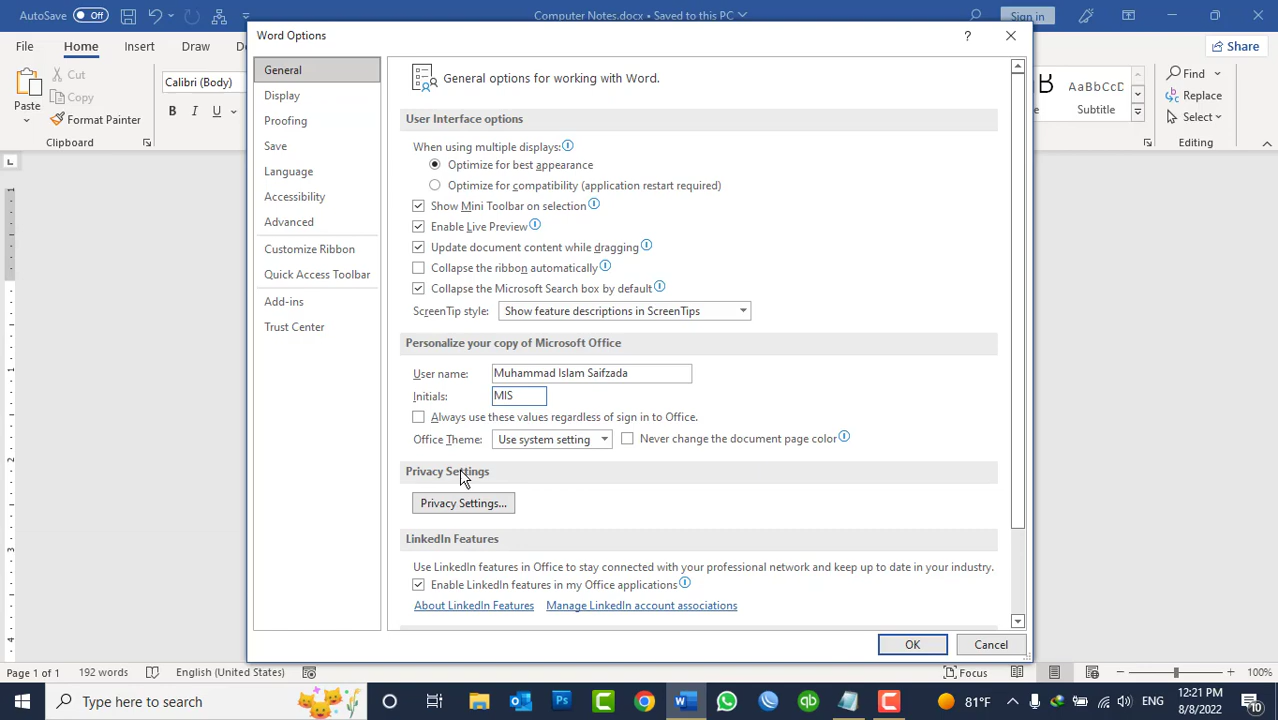 AutoSave Off Computer Notes.docx - Saved to this PC Sign in
Word Options ?
File Home Insert Draw De Share
Paste Cut Copy Format Painter
Calibri (Body)
B I U
AaBbCcD Subtitle
Find
Replace
Select
Clipboard Editing
General
Display
Proofing
Save
Language
Accessibility
Advanced
Customize Ribbon
Quick Access Toolbar
Add-ins
Trust Center
General options for working with Word.
User Interface options
When using multiple displays:
Optimize for best appearance
Optimize for compatibility (application restart required)
Show Mini Toolbar on selection
Enable Live Preview
Update document content while dragging
Collapse the ribbon automatically
Collapse the Microsoft Search box by default
ScreenTip style: Show feature descriptions in ScreenTips
Personalize your copy of Microsoft Office
User name: Muhammad Islam Saifzada
Initials: MIS
Always use these values regardless of sign in to Office.
Office Theme: Use system setting Never change the document page color
Privacy Settings
Privacy Settings...
LinkedIn Features
Use LinkedIn features in Office to stay connected with your professional network and keep up to date in your industry.
Enable LinkedIn features in my Office applications
About LinkedIn Features Manage LinkedIn account associations
OK Cancel
Page 1 of 1 192 words English (United States) Focus 100%
Type here to search 81°F ENG 12:21 PM
8/8/2022 10